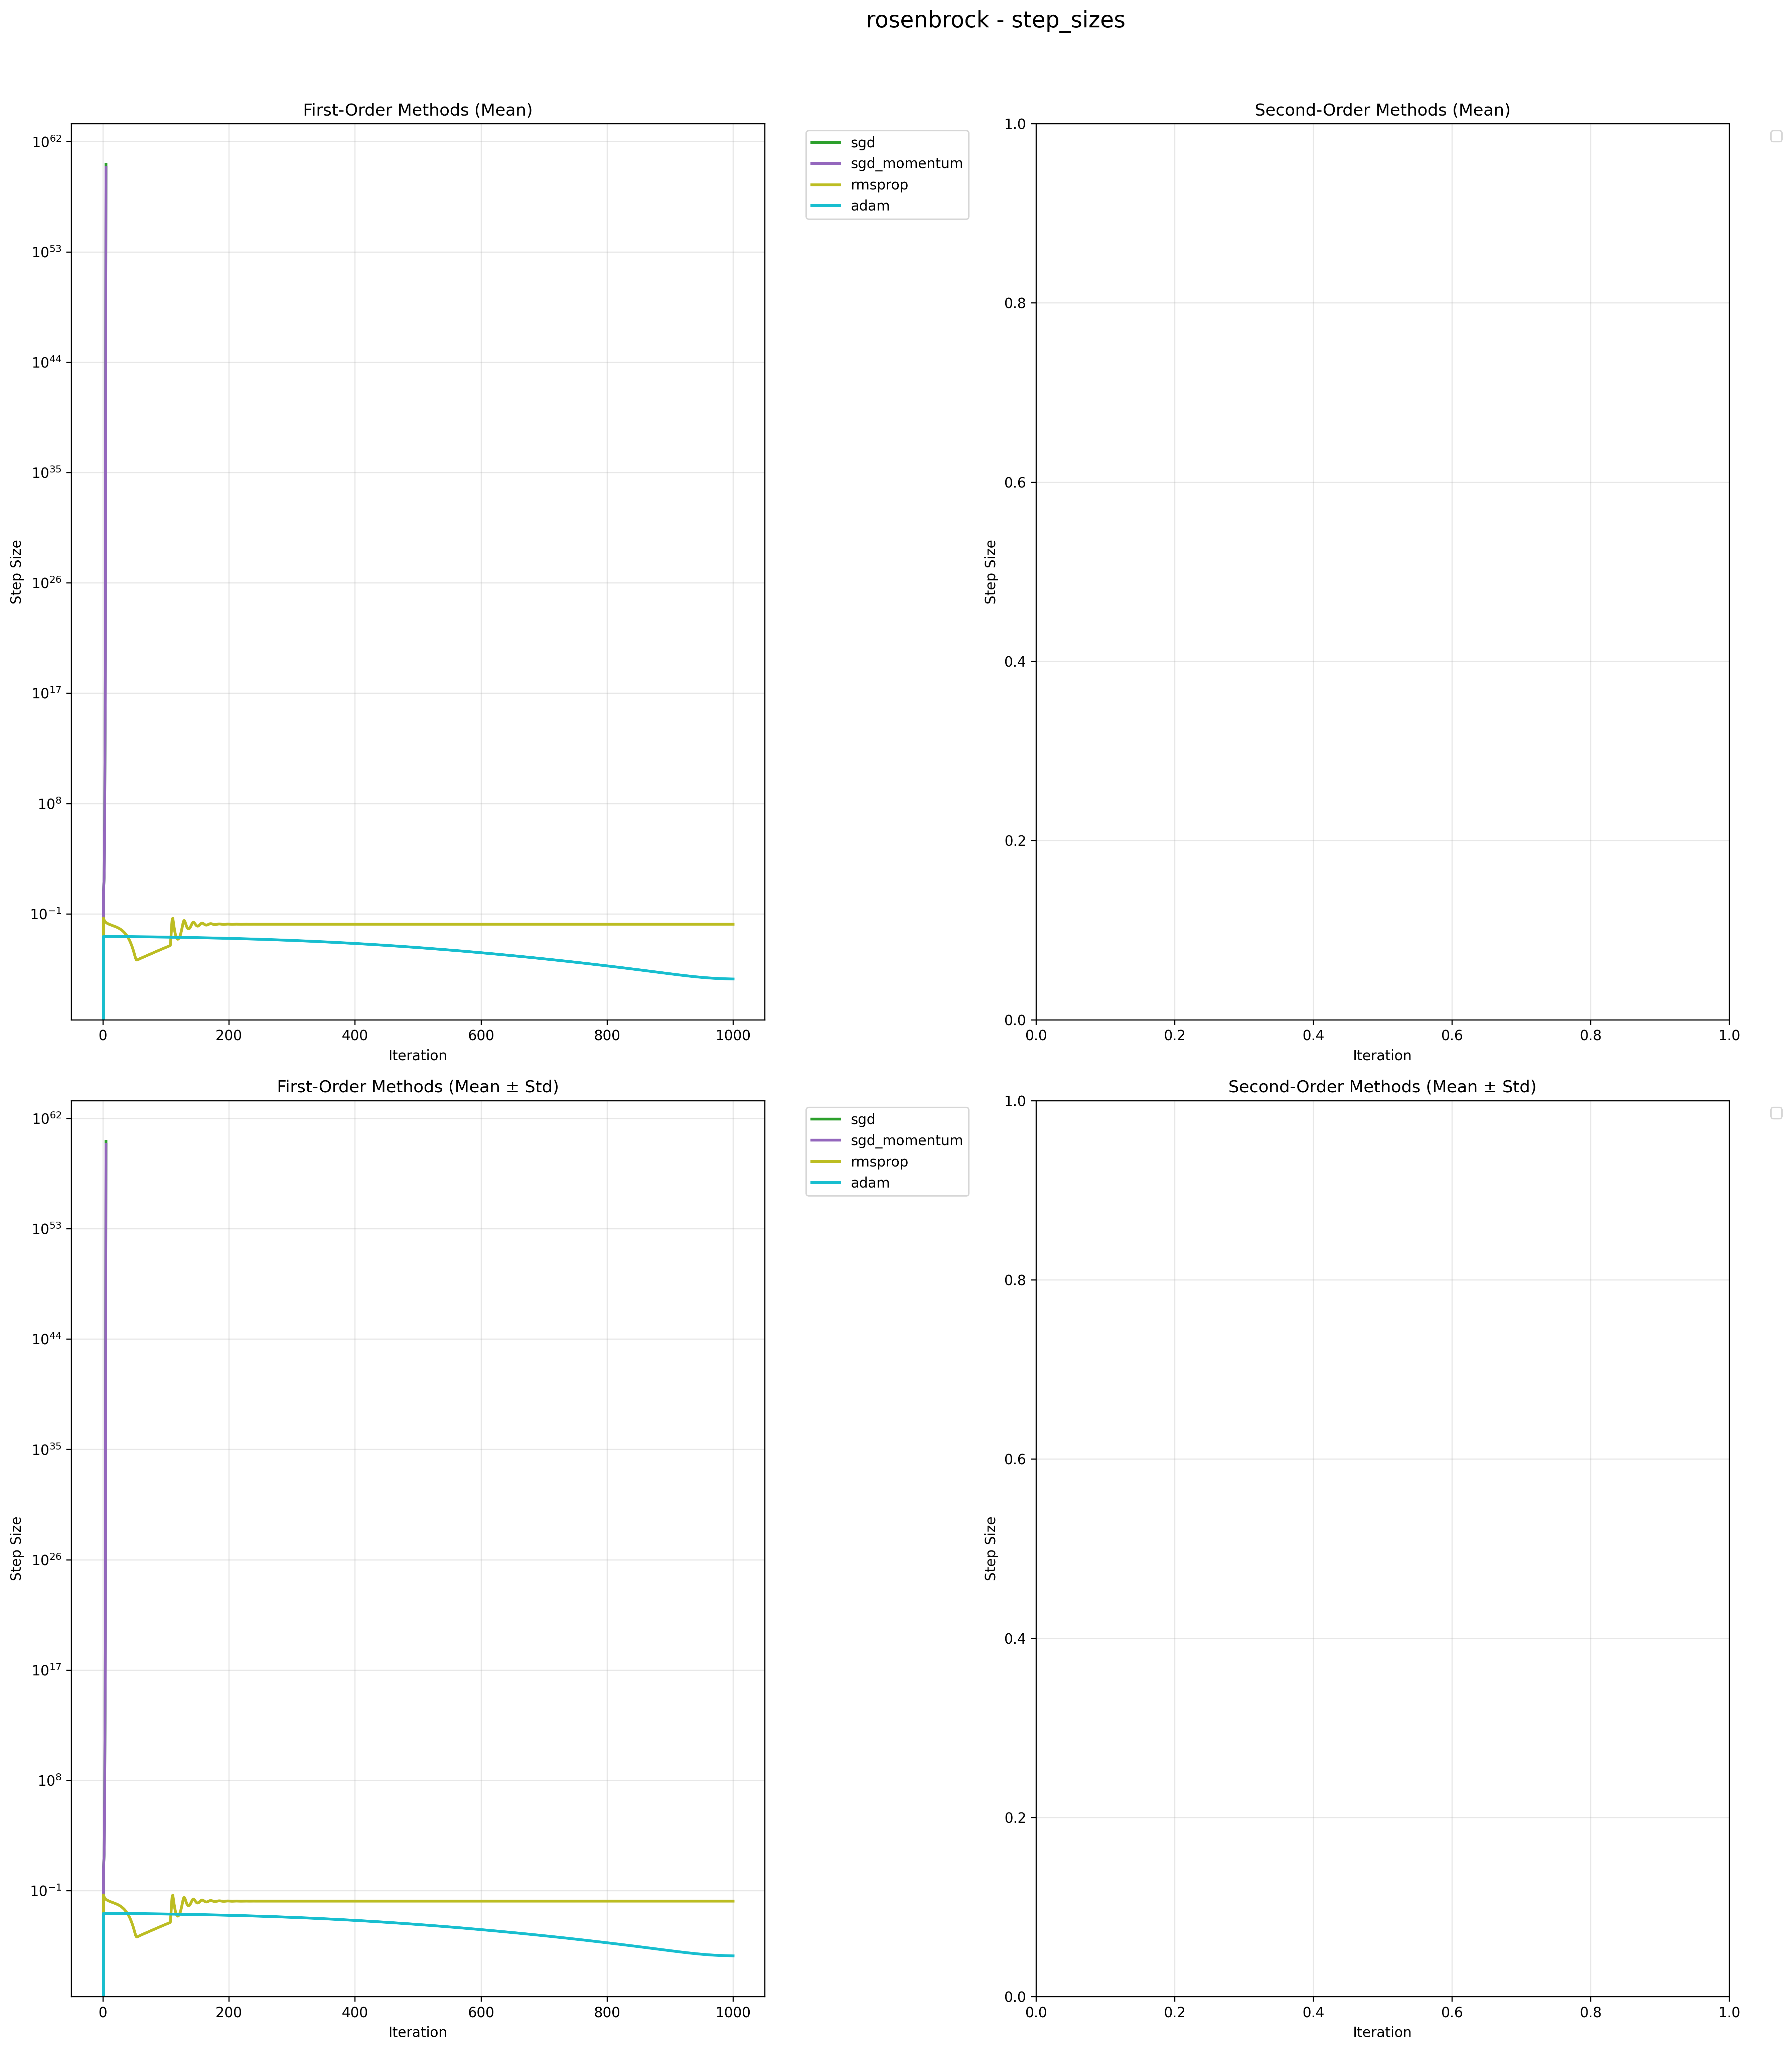 rosenbrock - step_sizes
First-Order Methods (Mean)
10^62
10^53
10^44
10^35
10^26
10^17
10^8
10^-1
Step Size
0 200 400 600 800 1000
Iteration
sgd
sgd_momentum
rmsprop
adam
Second-Order Methods (Mean)
1.0
0.8
0.6
0.4
0.2
0.0
Step Size
0.0 0.2 0.4 0.6 0.8 1.0
Iteration
First-Order Methods (Mean ± Std)
10^62
10^53
10^44
10^35
10^26
10^17
10^8
10^-1
Step Size
0 200 400 600 800 1000
Iteration
sgd
sgd_momentum
rmsprop
adam
Second-Order Methods (Mean ± Std)
1.0
0.8
0.6
0.4
0.2
0.0
Step Size
0.0 0.2 0.4 0.6 0.8 1.0
Iteration